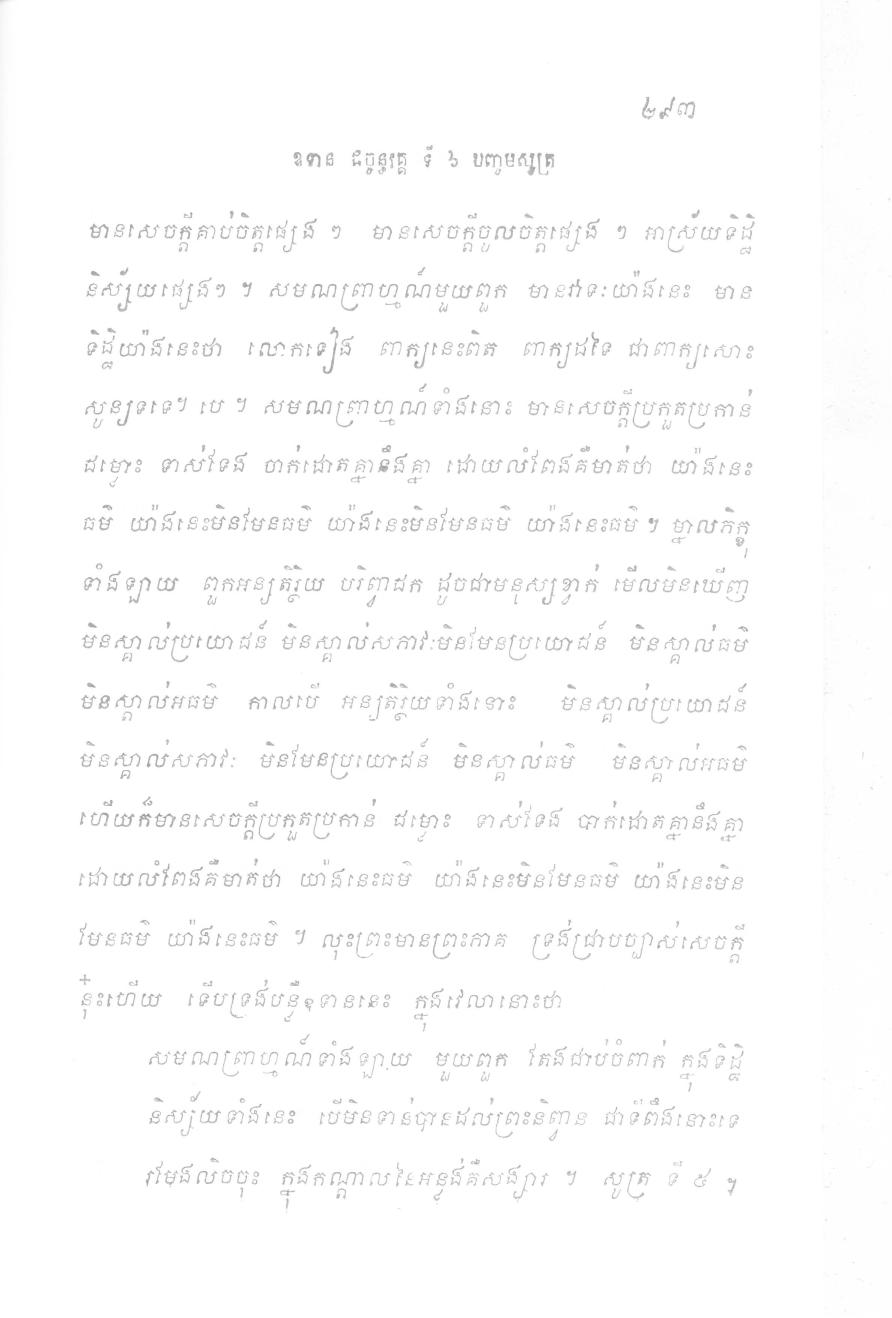 ២៩៣
ឧទាន ជច្ចន្ធវគ្គ ទី ៦ បញ្ចមសូត្រ
មានសេចក្តីគាប់ចិត្តផ្សេង ៗ មានសេចក្តីចូលចិត្តផ្សេង ៗ អាស្រ័យទិដ្ឋិ
និស្ស័យផ្សេងៗ ។ សមណព្រាហ្មណ៍មួយពួក មានវាទៈយ៉ាងនេះ មាន
ទិដ្ឋិយ៉ាងនេះថា លោកទៀង ពាក្យនេះពិត ពាក្យដទៃ ជាពាក្យសោះ
សូន្យទទេ។ បេ ។ សមណព្រាហ្មណ៍ទាំងនោះ មានសេចក្តីប្រកួតប្រកាន់
ជម្លោះ ទាស់ទែង ចាក់ដោតគ្នានឹងគ្នា ដោយលំពែងគឺមាត់ថា យ៉ាងនេះ
ធម៌ យ៉ាងនេះមិនមែនធម៌ យ៉ាងនេះមិនមែនធម៌ យ៉ាងនេះធម៌ ។ ម្នាលភិក្ខុ
ទាំងឡាយ ពួកអន្យតិរ្ថិយ បរិព្វាជក ដូចជាមនុស្សខ្វាក់ មើលមិនឃើញ
មិនស្គាល់ប្រយោជន៍ មិនស្គាល់សភាវៈមិនមែនប្រយោជន៍ មិនស្គាល់ធម៌
មិនស្គាល់អធម៌ កាលបើ អន្យតិរ្ថិយទាំងនោះ មិនស្គាល់ប្រយោជន៍
មិនស្គាល់សភាវៈ មិនមែនប្រយោជន៍ មិនស្គាល់ធម៌ មិនស្គាល់អធម៌
ហើយក៏មានសេចក្តីប្រកួតប្រកាន់ ជម្លោះ ទាស់ទែង ចាក់ដោតគ្នានឹងគ្នា
ដោយលំពែងគឺមាត់ថា យ៉ាងនេះធម៌ យ៉ាងនេះមិនមែនធម៌ យ៉ាងនេះមិន
មែនធម៌ យ៉ាងនេះធម៌ ។ លុះព្រះមានព្រះភាគ ទ្រង់ជ្រាបច្បាស់សេចក្តី
នុ៎ះហើយ ទើបទ្រង់បន្លឺឧទាននេះ ក្នុងវេលានោះថា
សមណព្រាហ្មណ៍ទាំងឡាយ មួយពួក តែងជាប់ចំពាក់ ក្នុងទិដ្ឋិ
និស្ស័យទាំងនេះ បើមិនទាន់បានដល់ព្រះនិព្វាន ជាទីពឹងនោះទេ
រមែងលិចចុះ ក្នុងកណ្តាលនៃអន្លង់គឺសង្សារ ។ សូត្រ ទី ៥ ។